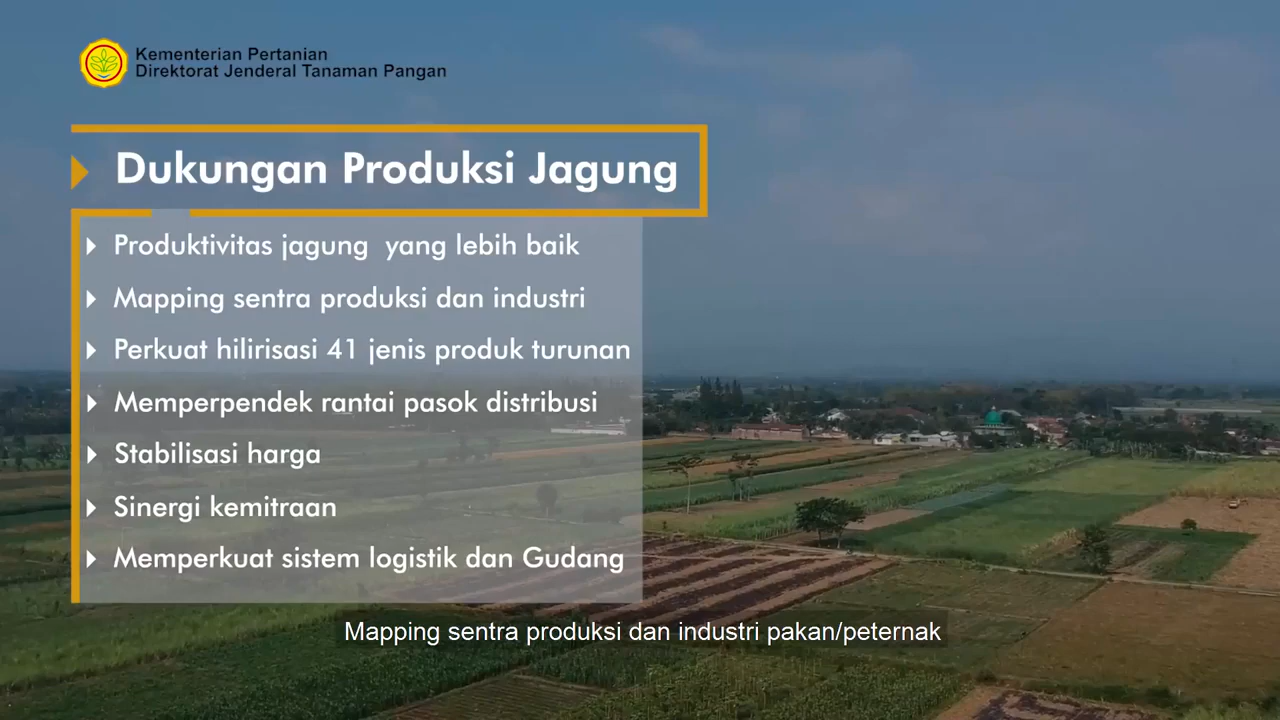 Kementerian Pertanian
Direktorat Jenderal Tanaman Pangan
Dukungan Produksi Jagung
Produktivitas jagung  yang lebih baik
Mapping sentra produksi dan industri
Perkuat hilirisasi 41 jenis produk turunan
Memperpendek rantai pasok distribusi
Stabilisasi harga
Sinergi kemitraan
Memperkuat sistem logistik dan Gudang
Mapping sentra produksi dan industri pakan/peternak